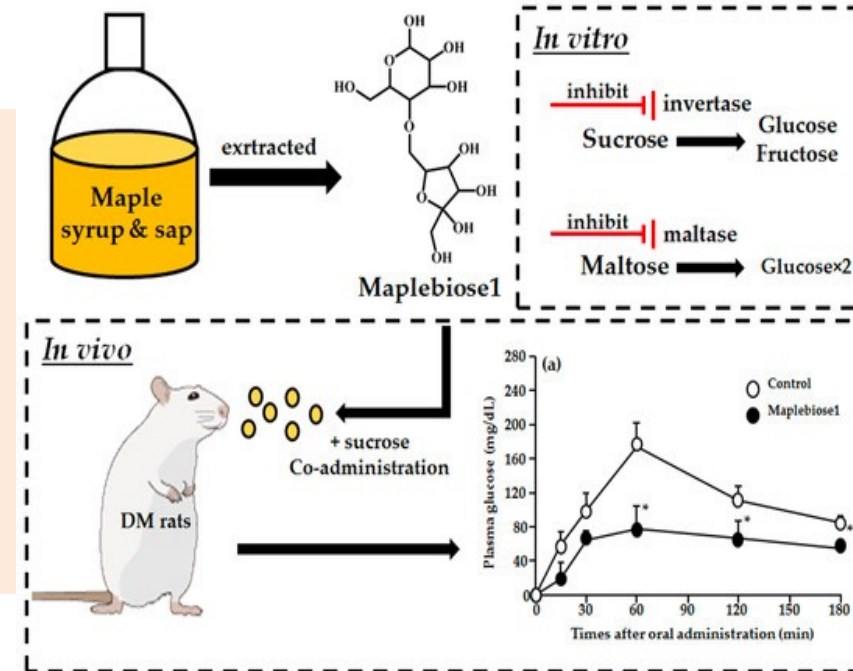 Maple
syrup & sap
exrtracted
OH
OH
O
HO
OH
OH
O
OH
O
OH
OH
OH
Maplebiose1
In vitro
inhibit
invertase
Sucrose
Glucose
Fructose
inhibit
maltase
Maltose
Glucose×2
In vivo
DM rats
+ sucrose
Co-administration
(a)
Control
Maplebiose1
Plasma glucose (mg/dL)
280
240
200
160
120
80
40
0
*
*
*
0 30 60 90 120 150 180
Times after oral administration (min)